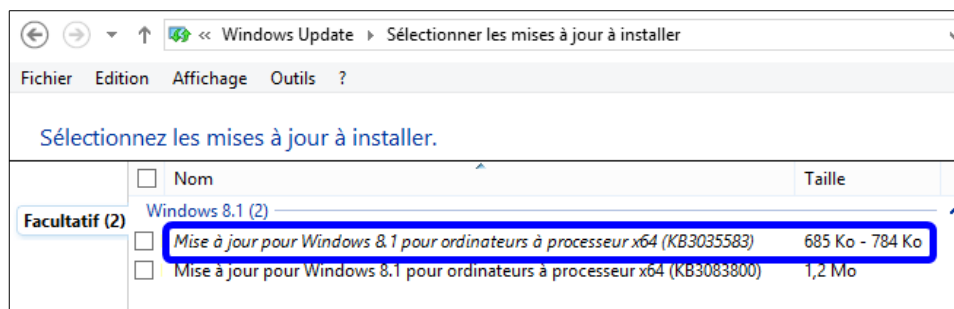 « Windows Update ▸ Sélectionner les mises à jour à installer
Fichier Edition Affichage Outils ?
Sélectionnez les mises à jour à installer.
Nom Taille
Facultatif (2)
Windows 8.1 (2)
Mise à jour pour Windows 8.1 pour ordinateurs à processeur x64 (KB3035583) 685 Ko - 784 Ko
Mise à jour pour Windows 8.1 pour ordinateurs à processeur x64 (KB3083800) 1,2 Mo